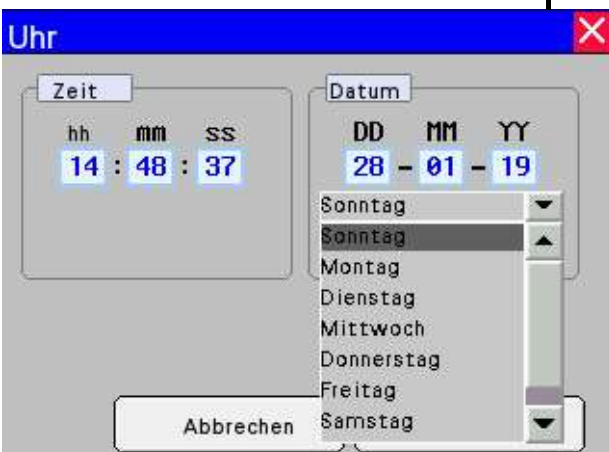 Uhr
Zeit
hh mm ss
14 : 48 : 37
Datum
DD MM YY
28 - 01 - 19
Sonntag
Sonntag
Montag
Dienstag
Mittwoch
Donnerstag
Freitag
Samstag
Abbrechen